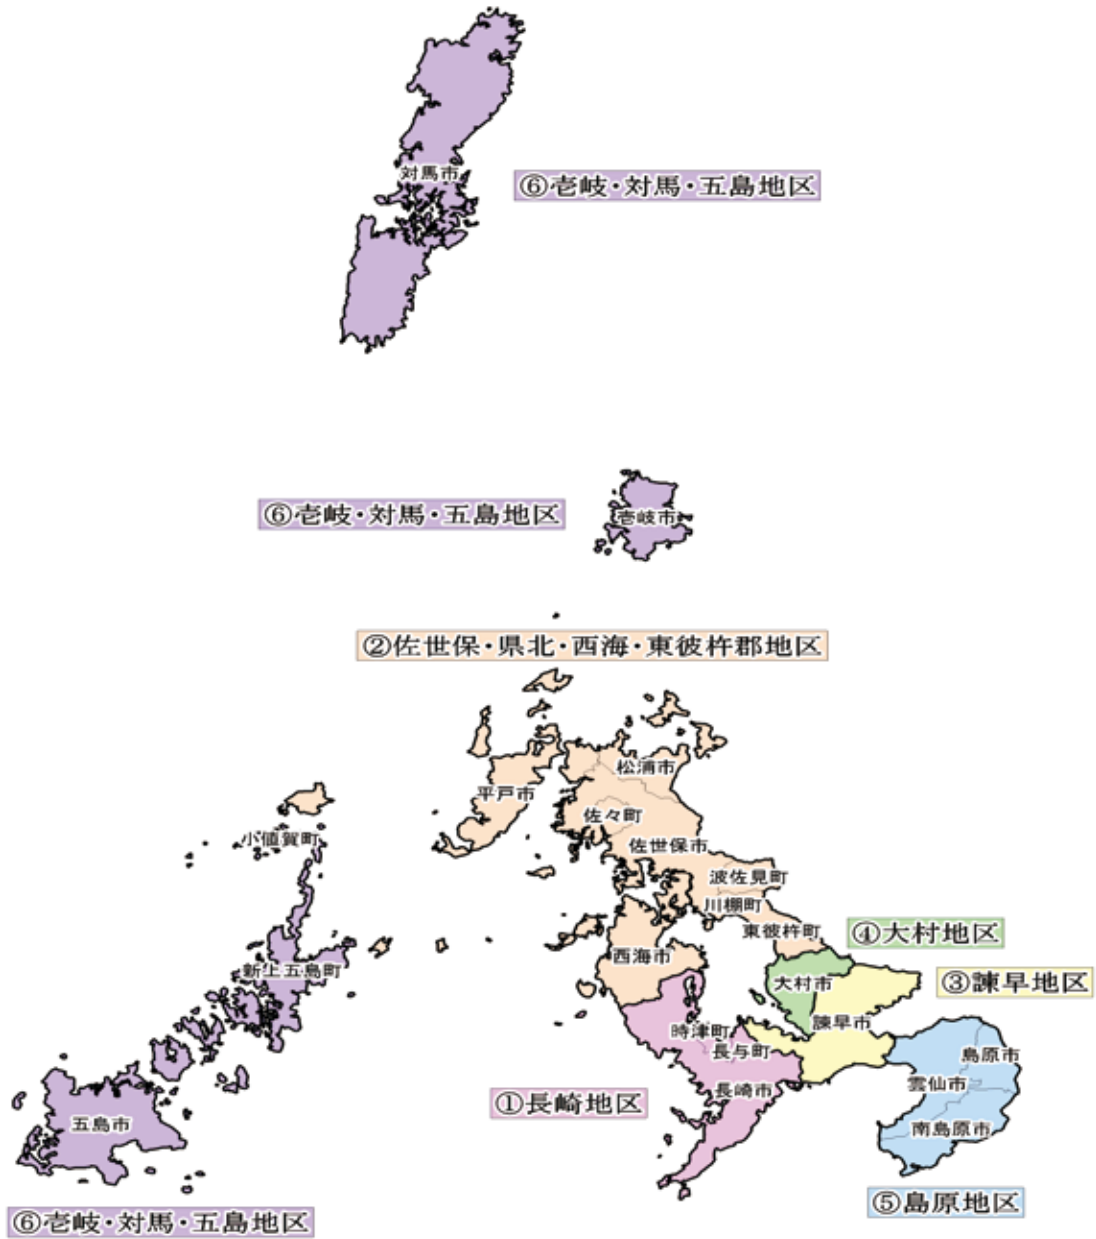 対馬市
⑥壱岐・対馬・五島地区
⑥壱岐・対馬・五島地区
壱岐市
②佐世保・県北・西海・東彼杵郡地区
松浦市
平戸市
佐々町
小値賀町
佐世保市
波佐見町
川棚町
東彼杵町
④大村地区
西海市
新上五島町
大村市
③諫早地区
諫早市
時津町
長与町
島原市
雲仙市
長崎市
①長崎地区
五島市
南島原市
⑤島原地区
⑥壱岐・対馬・五島地区